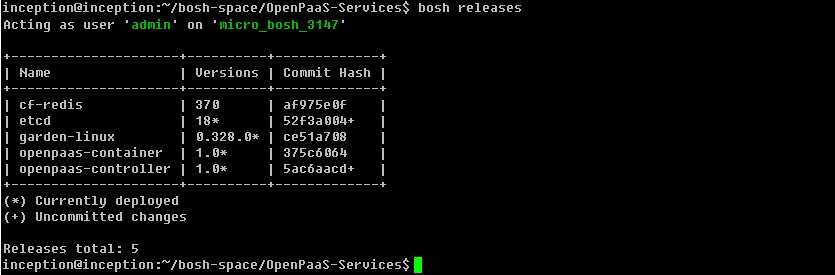 inception@inception:~/bosh-space/OpenPaaS-Services$ bosh releases
Acting as user 'admin' on 'micro_bosh_3147'

+---------------------+----------+-------------+
| Name                | Versions | Commit Hash |
+---------------------+----------+-------------+
| cf-redis            | 370      | af975e0f    |
| etcd                | 18*      | 52f3a004+   |
| garden-linux        | 0.328.0* | ce51a708    |
| openpaas-container  | 1.0*     | 375c6064    |
| openpaas-controller | 1.0*     | 5ac6aacd+   |
+---------------------+----------+-------------+
(*) Currently deployed
(+) Uncommitted changes

Releases total: 5
inception@inception:~/bosh-space/OpenPaaS-Services$